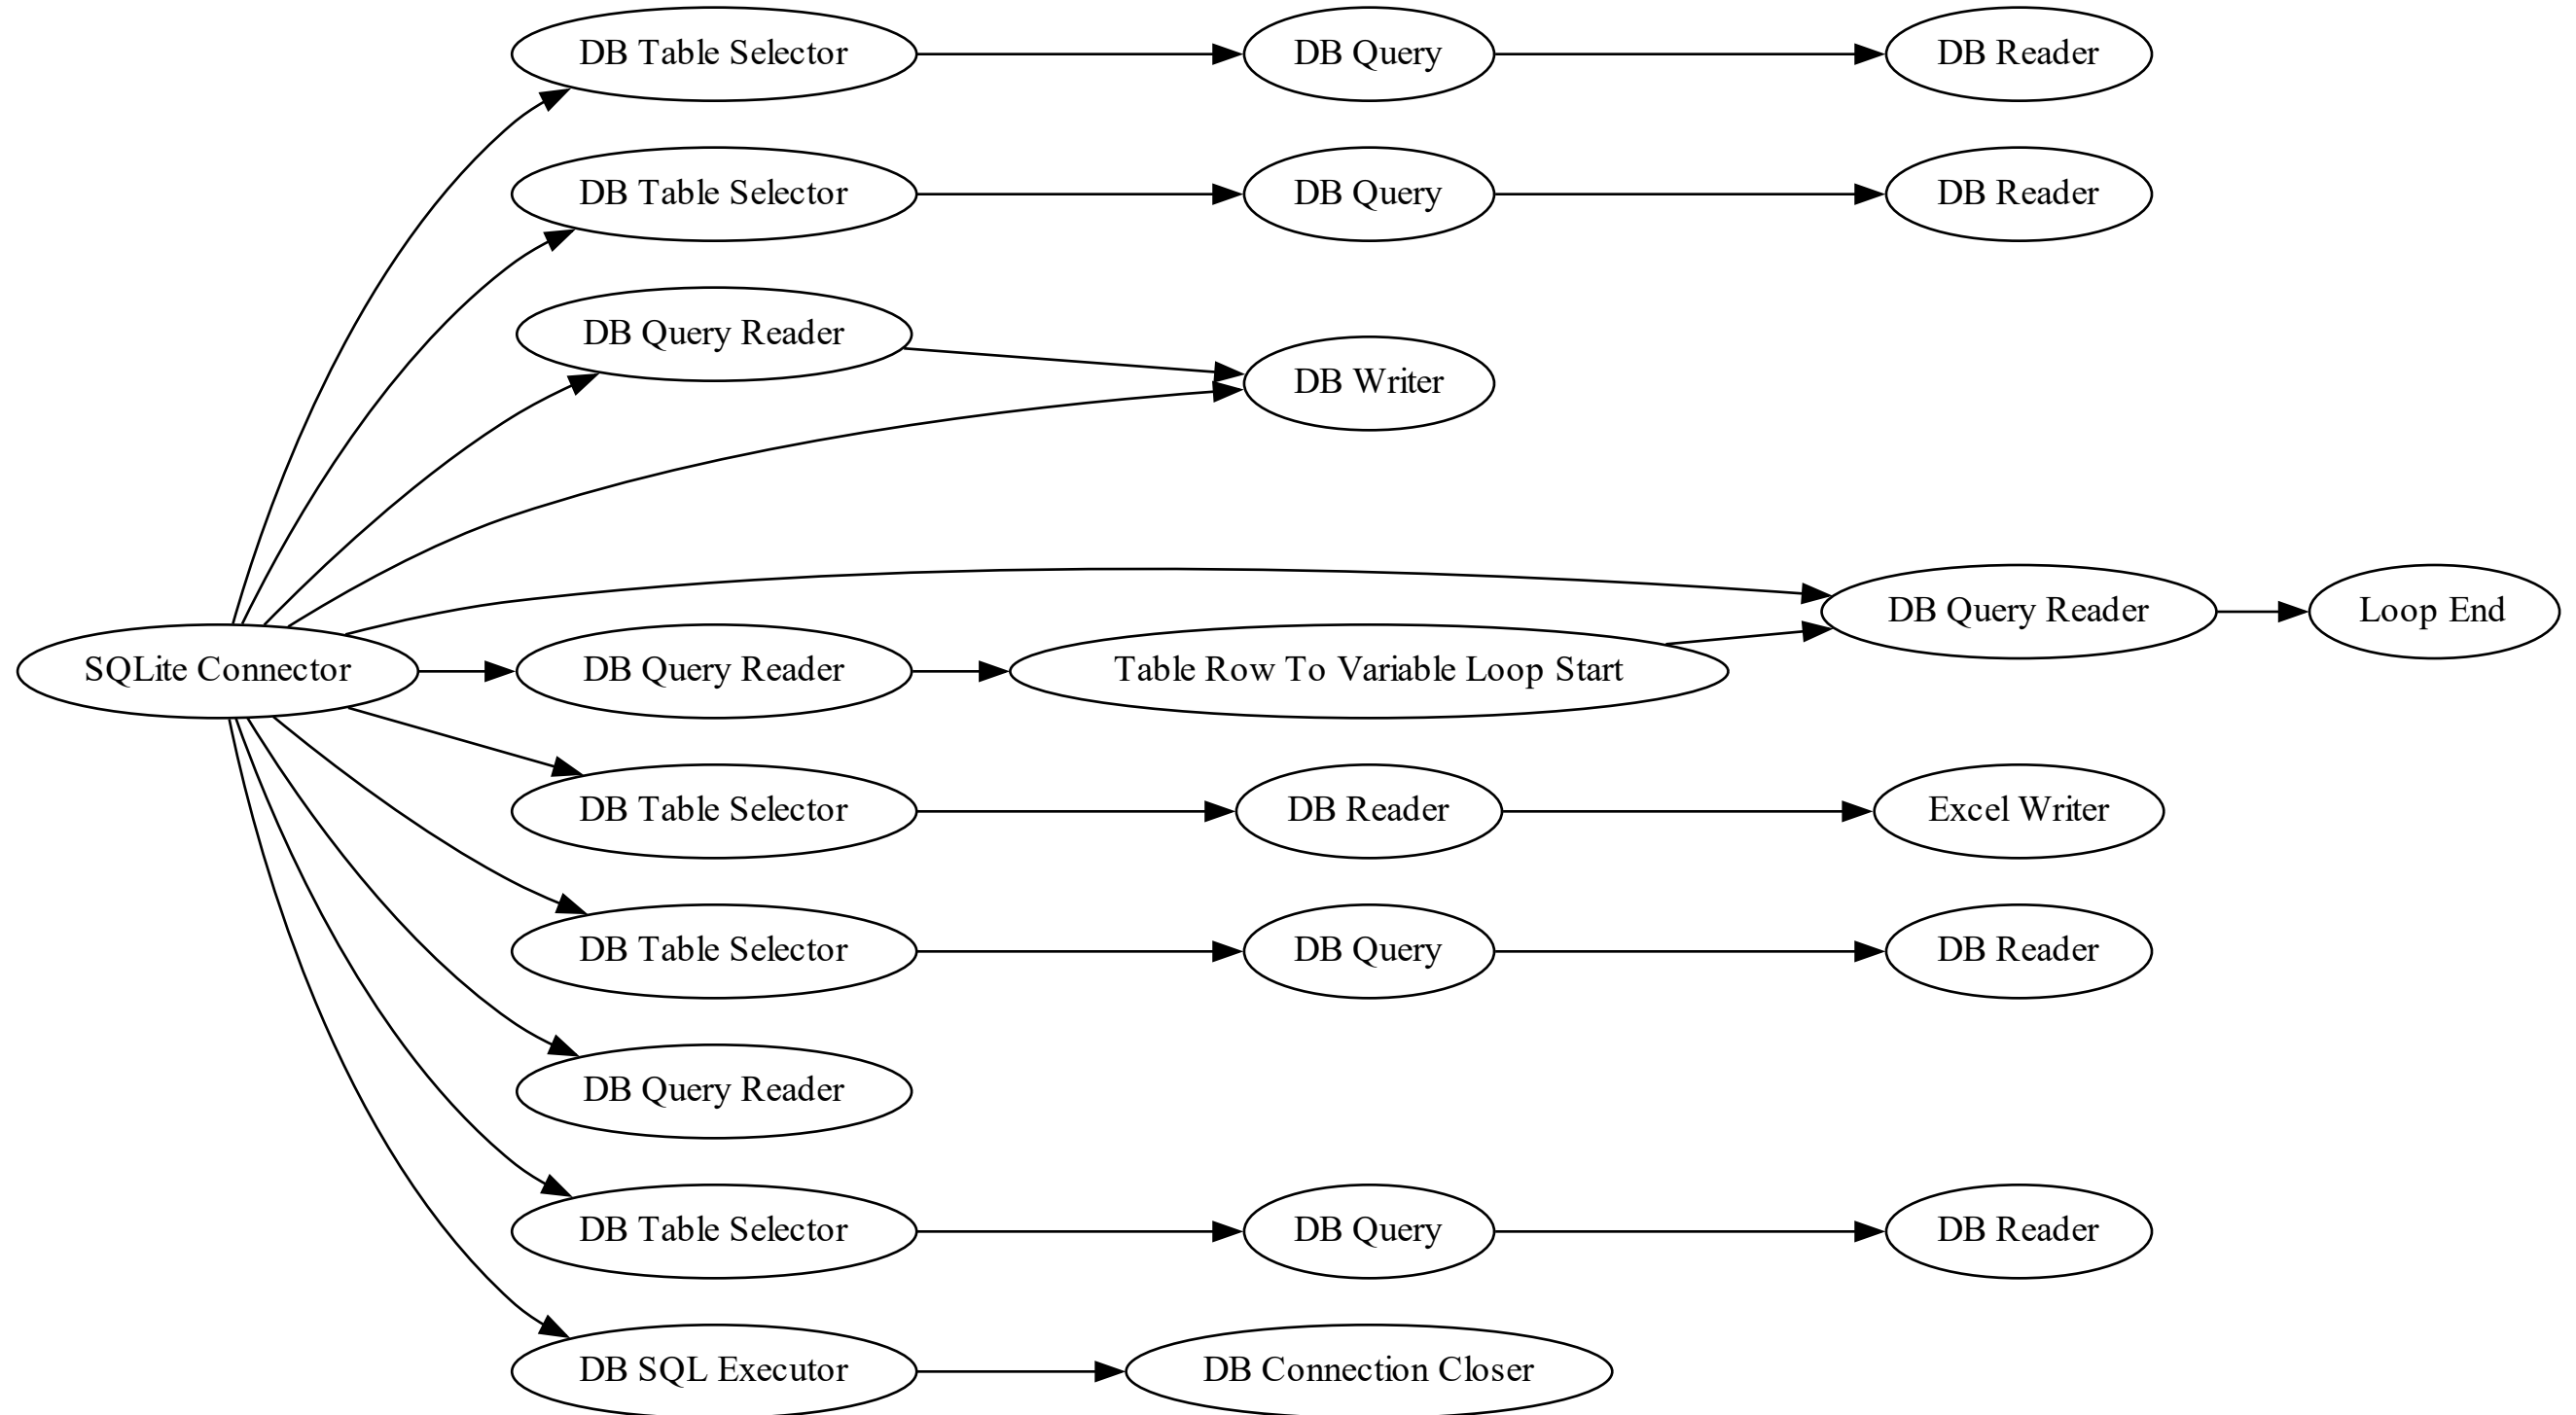 DB Table Selector
DB Query
DB Reader
DB Table Selector
DB Query
DB Reader
DB Query Reader
DB Writer
DB Query Reader
Loop End
SQLite Connector
DB Query Reader
Table Row To Variable Loop Start
DB Table Selector
DB Reader
Excel Writer
DB Table Selector
DB Query
DB Reader
DB Query Reader
DB Table Selector
DB Query
DB Reader
DB SQL Executor
DB Connection Closer